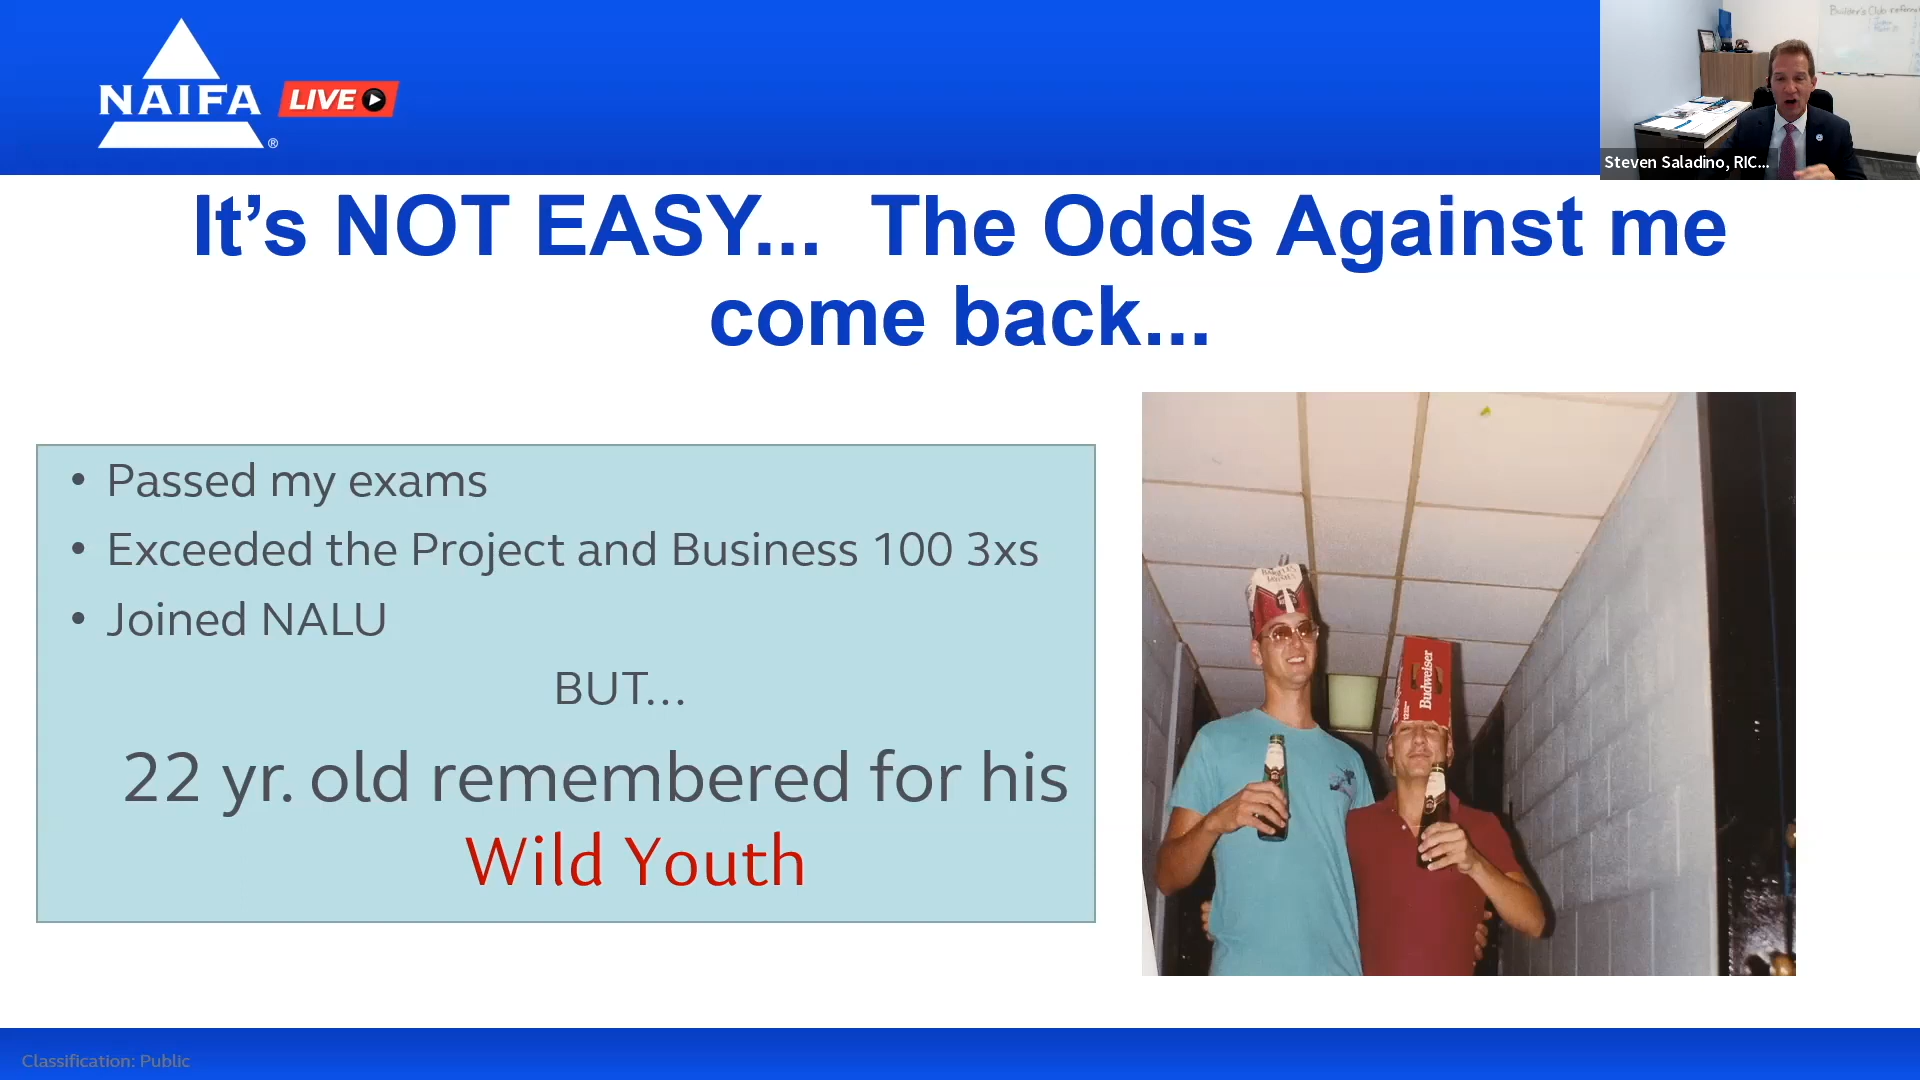 NAIFA LIVE
®
Builder's Club
Steven Saladino, RIC...
It’s NOT EASY... The Odds Against me
come back...
• Passed my exams
• Exceeded the Project and Business 100 3xs
• Joined NALU
BUT...
22 yr. old remembered for his
Wild Youth
Budweiser
Classification: Public